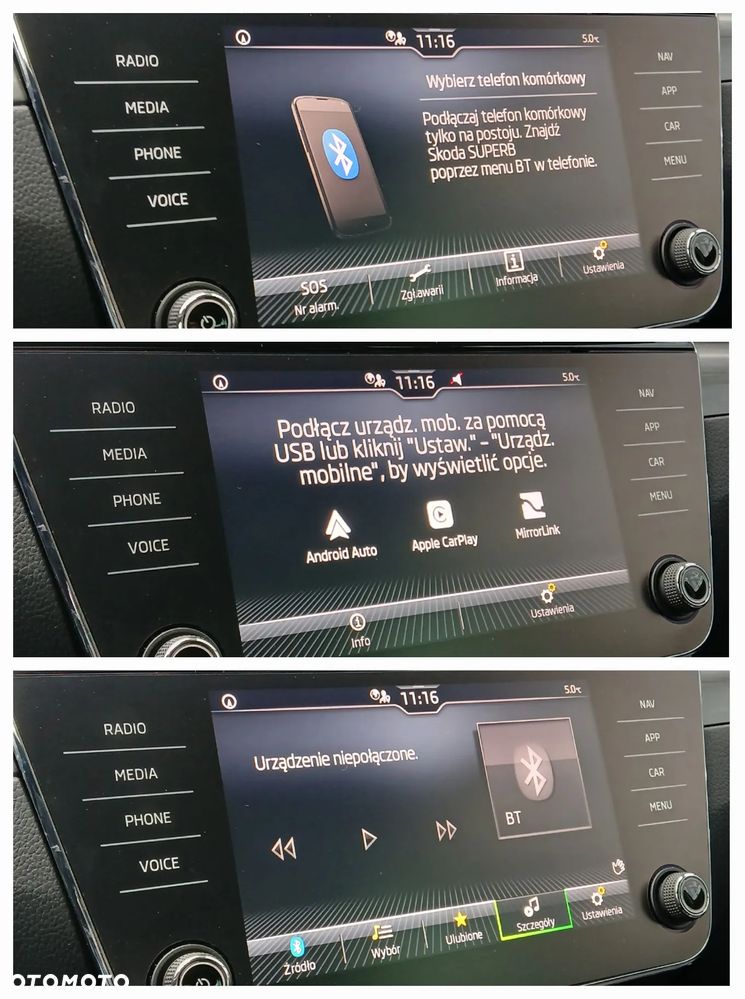 RADIO
MEDIA
PHONE
VOICE
11:16
5.0°C
Wybierz telefon komórkowy
Podłączaj telefon komórkowy
tylko na postoju. Znajdź
Skoda SUPERB
poprzez menu BT w telefonie.
SOS
Nr alarm.
Zgł.awarii
Informacja
Ustawienia
NAV
APP
CAR
MENU
RADIO
MEDIA
PHONE
VOICE
11:16
5.0°C
Podłącz urządz. mob. za pomocą
USB lub kliknij "Ustaw." - "Urządz.
mobilne", by wyświetlić opcje.
Android Auto
Apple CarPlay
MirrorLink
Info
Ustawienia
NAV
APP
CAR
MENU
RADIO
MEDIA
PHONE
VOICE
11:16
5.0°C
Urządzenie niepołączone.
BT
Źródło
Wybór
Ulubione
Szczegóły
Ustawienia
NAV
APP
CAR
MENU
OTOMOTO